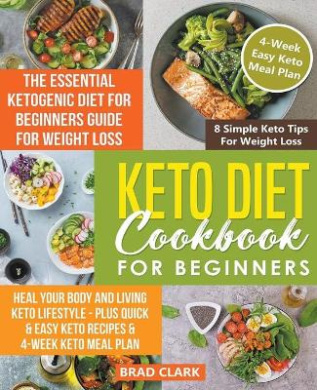 THE ESSENTIAL
KETOGENIC DIET FOR
BEGINNERS GUIDE
FOR WEIGHT LOSS
4-Week
Easy Keto
Meal Plan
8 Simple Keto Tips
For Weight Loss
KETO DIET
Cookbook
FOR BEGINNERS
HEAL YOUR BODY AND LIVING
KETO LIFESTYLE - PLUS QUICK
& EASY KETO RECIPES &
4-WEEK KETO MEAL PLAN
BRAD CLARK